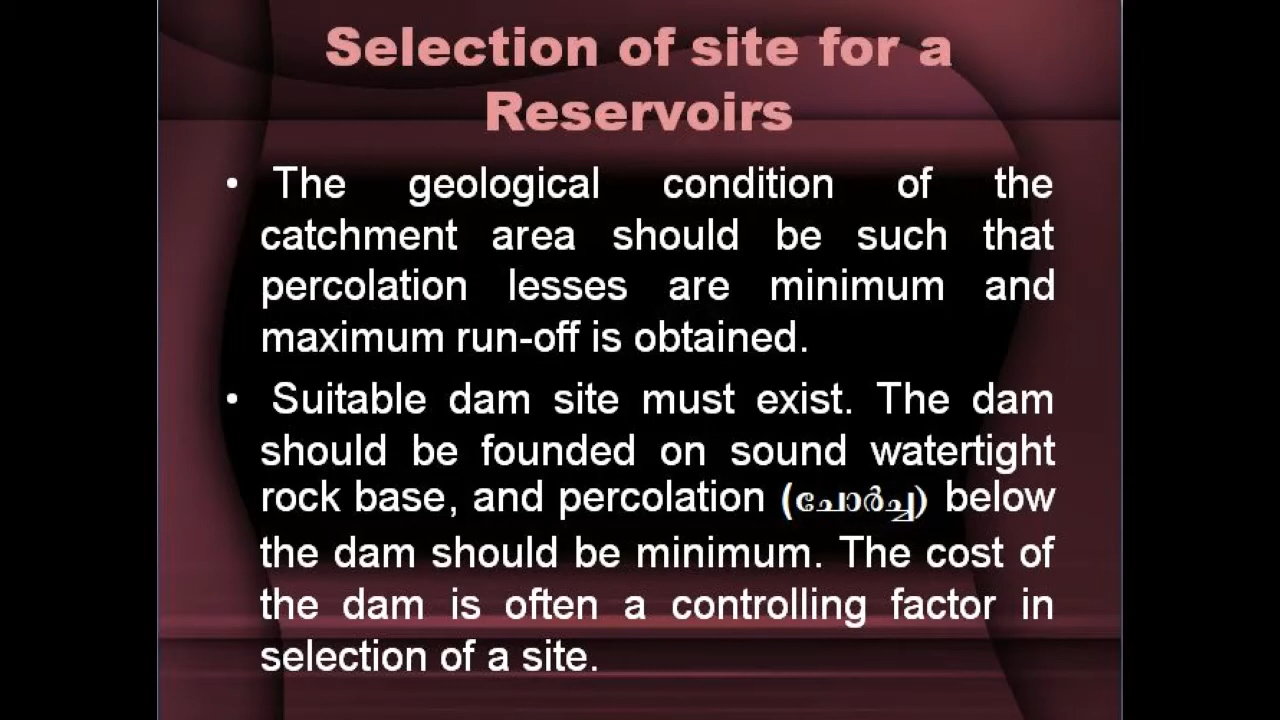 Selection of site for a
Reservoirs
• The geological condition of the
catchment area should be such that
percolation lesses are minimum and
maximum run-off is obtained.
• Suitable dam site must exist. The dam
should be founded on sound watertight
rock base, and percolation (ചോർച്ച) below
the dam should be minimum. The cost of
the dam is often a controlling factor in
selection of a site.